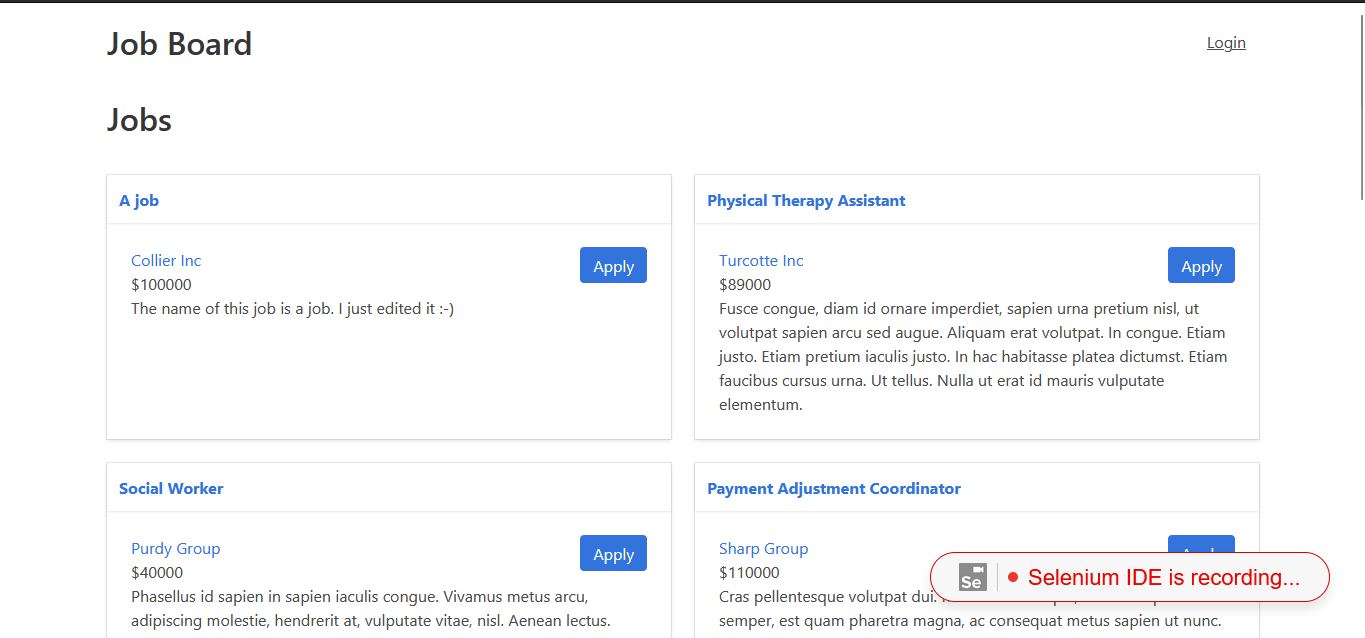 Job Board
Login
Jobs
A job
Collier Inc
Apply
$100000
The name of this job is a job. I just edited it :-)
Physical Therapy Assistant
Turcotte Inc
Apply
$89000
Fusce congue, diam id ornare imperdiet, sapien urna pretium nisl, ut
volutpat sapien arcu sed augue. Aliquam erat volutpat. In congue. Etiam
justo. Etiam pretium iaculis justo. In hac habitasse platea dictumst. Etiam
faucibus cursus urna. Ut tellus. Nulla ut erat id mauris vulputate
elementum.
Social Worker
Purdy Group
Apply
$40000
Phasellus id sapien in sapien iaculis congue. Vivamus metus arcu,
adipiscing molestie, hendrerit at, vulputate vitae, nisl. Aenean lectus.
Payment Adjustment Coordinator
Sharp Group
$110000
Cras pellentesque volutpat dui.
semper, est quam pharetra magna, ac consequat metus sapien ut nunc.
Se
Selenium IDE is recording...